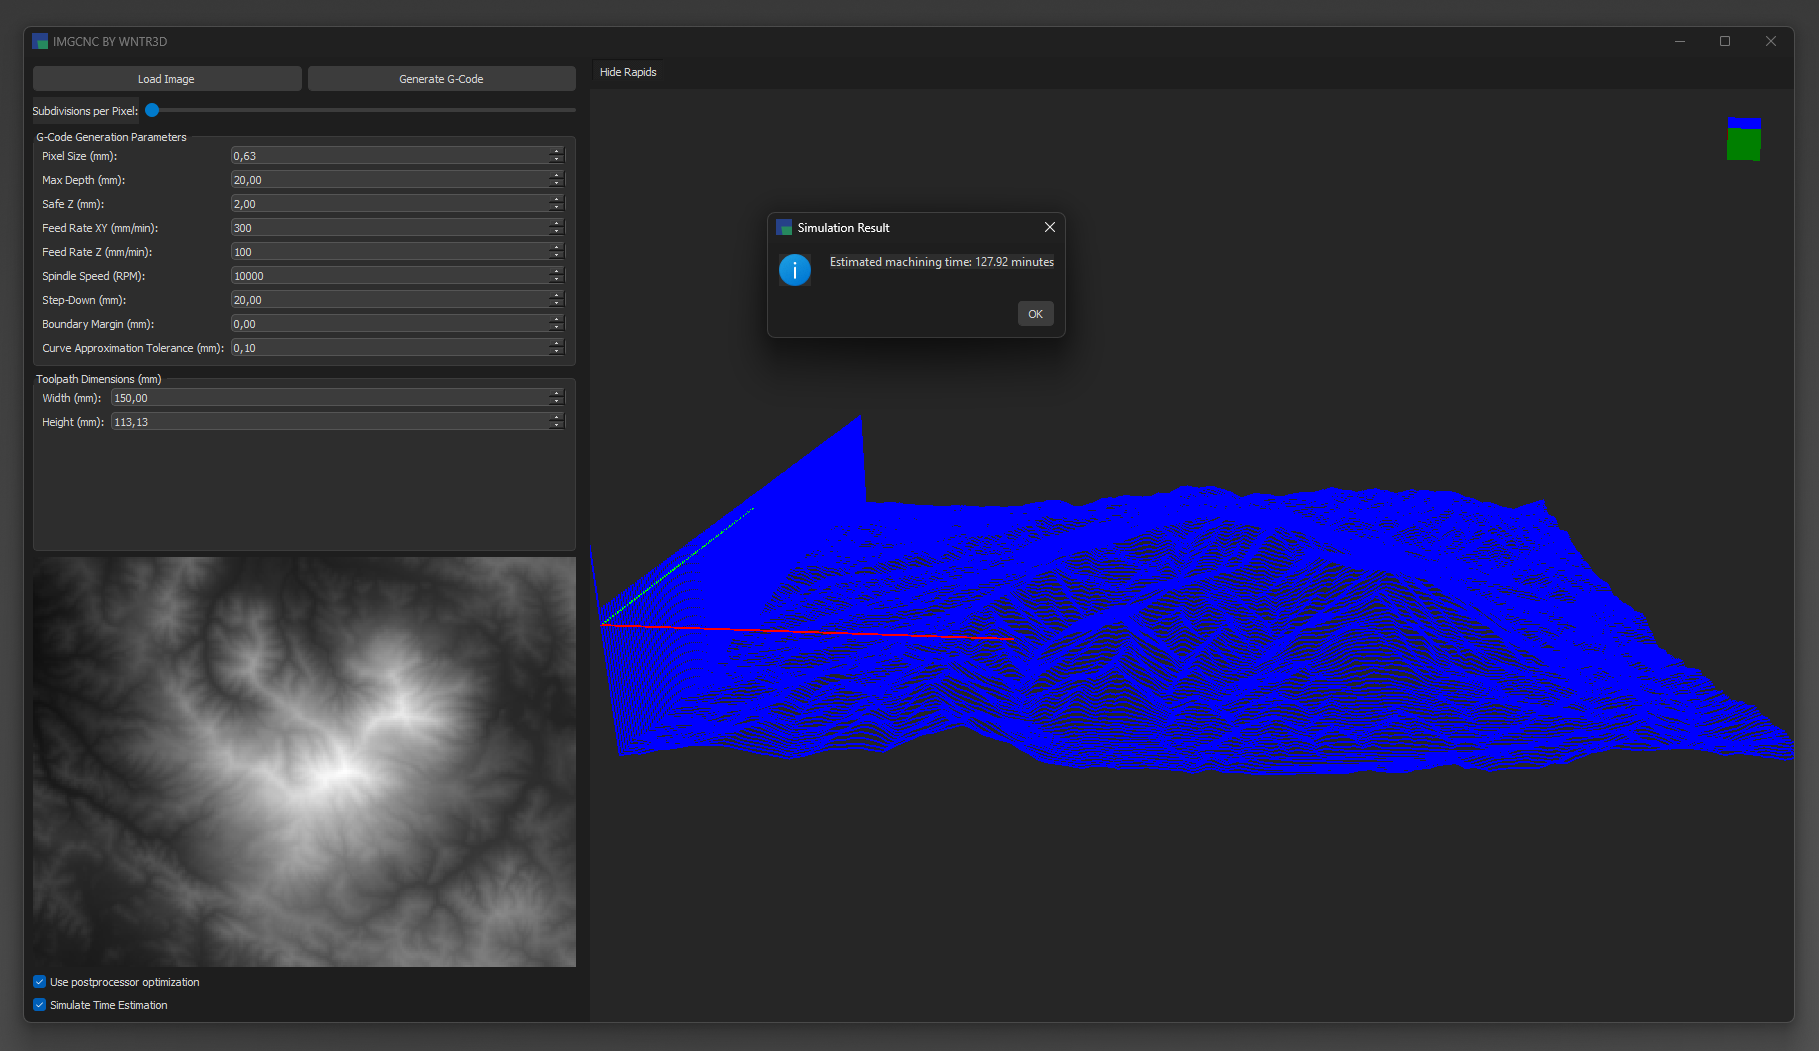 IMGCNC BY WNTR3D
Load Image
Generate G-Code
Hide Rapids
Subdivisions per Pixel:
G-Code Generation Parameters
Pixel Size (mm): 0,63
Max Depth (mm): 20,00
Safe Z (mm): 2,00
Feed Rate XY (mm/min): 300
Feed Rate Z (mm/min): 100
Spindle Speed (RPM): 10000
Step-Down (mm): 20,00
Boundary Margin (mm): 0,00
Curve Approximation Tolerance (mm): 0,10
Toolpath Dimensions (mm)
Width (mm): 150,00
Height (mm): 113,13
Use postprocessor optimization
Simulate Time Estimation
Simulation Result
Estimated machining time: 127.92 minutes
OK